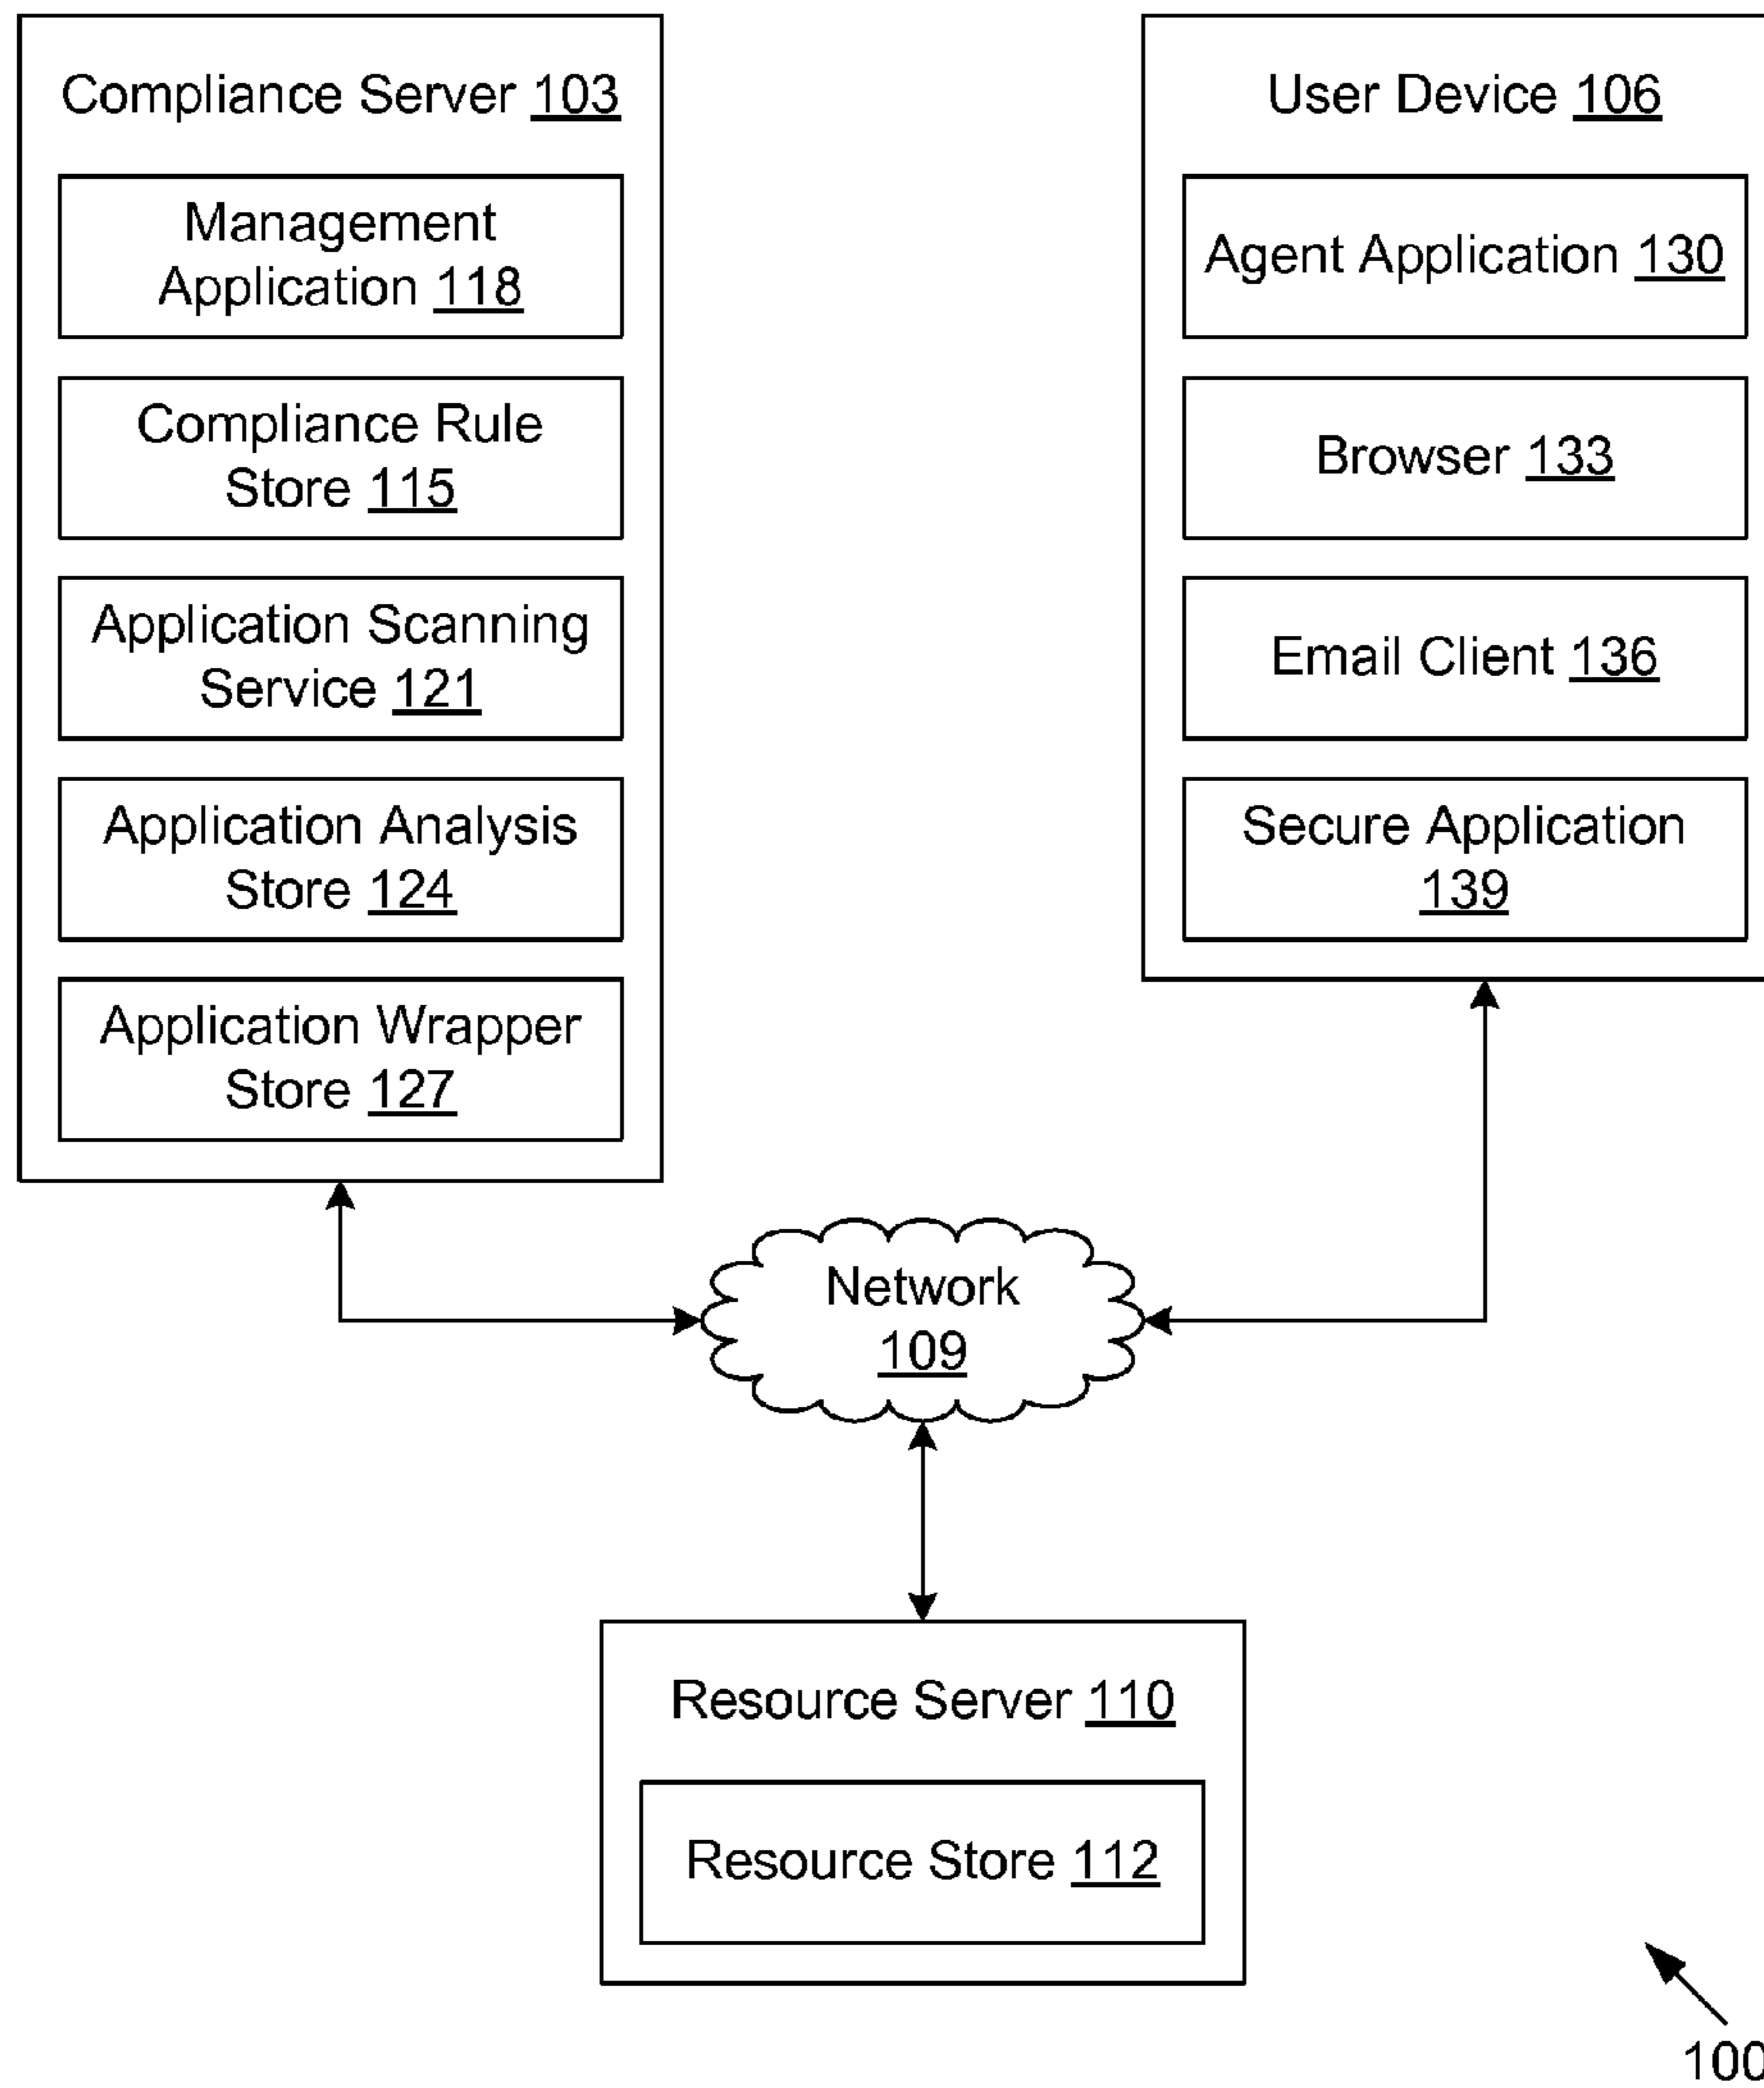 Compliance Server 103
Management
Application 118
Compliance Rule
Store 115
Application Scanning
Service 121
Application Analysis
Store 124
Application Wrapper
Store 127
User Device 106
Agent Application 130
Browser 133
Email Client 136
Secure Application
139
Network
109
Resource Server 110
Resource Store 112
100